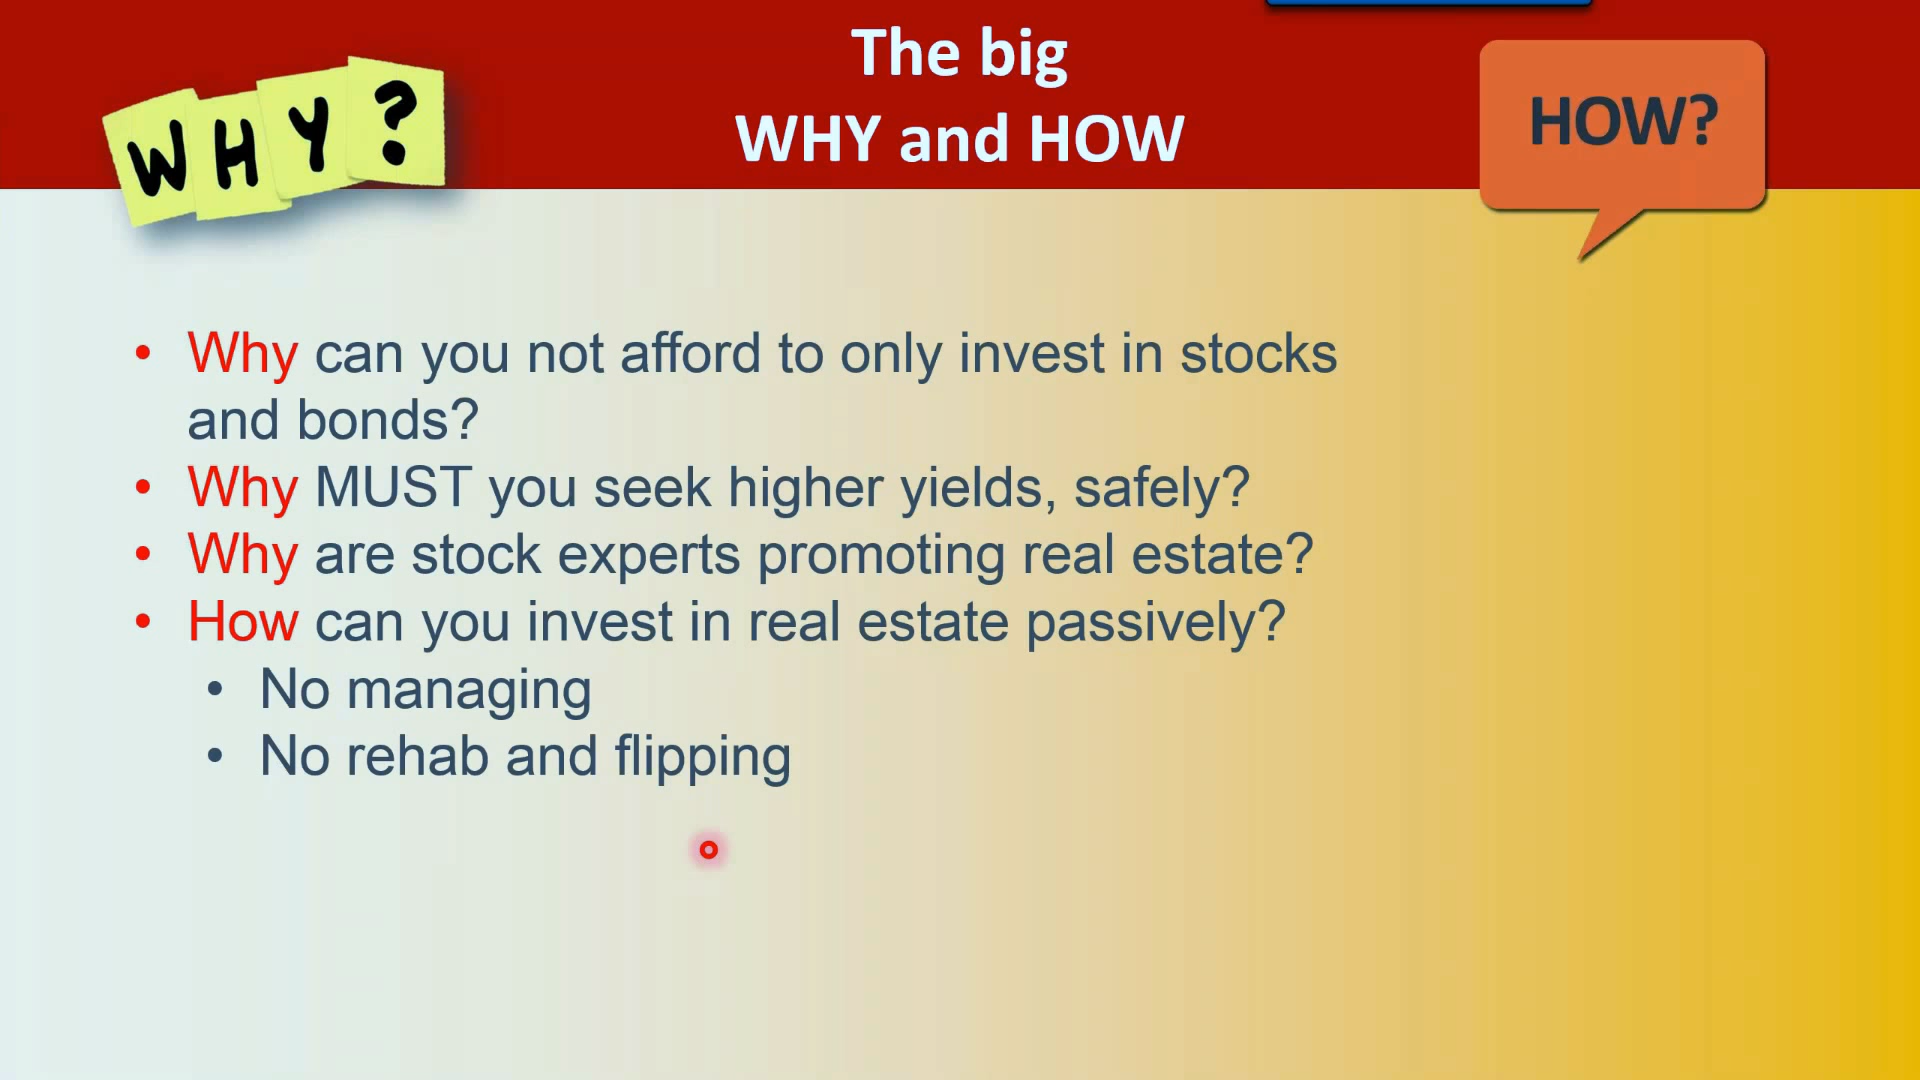 The big
WHY and HOW
WHY?
HOW?
• Why can you not afford to only invest in stocks
and bonds?
• Why MUST you seek higher yields, safely?
• Why are stock experts promoting real estate?
• How can you invest in real estate passively?
• No managing
• No rehab and flipping